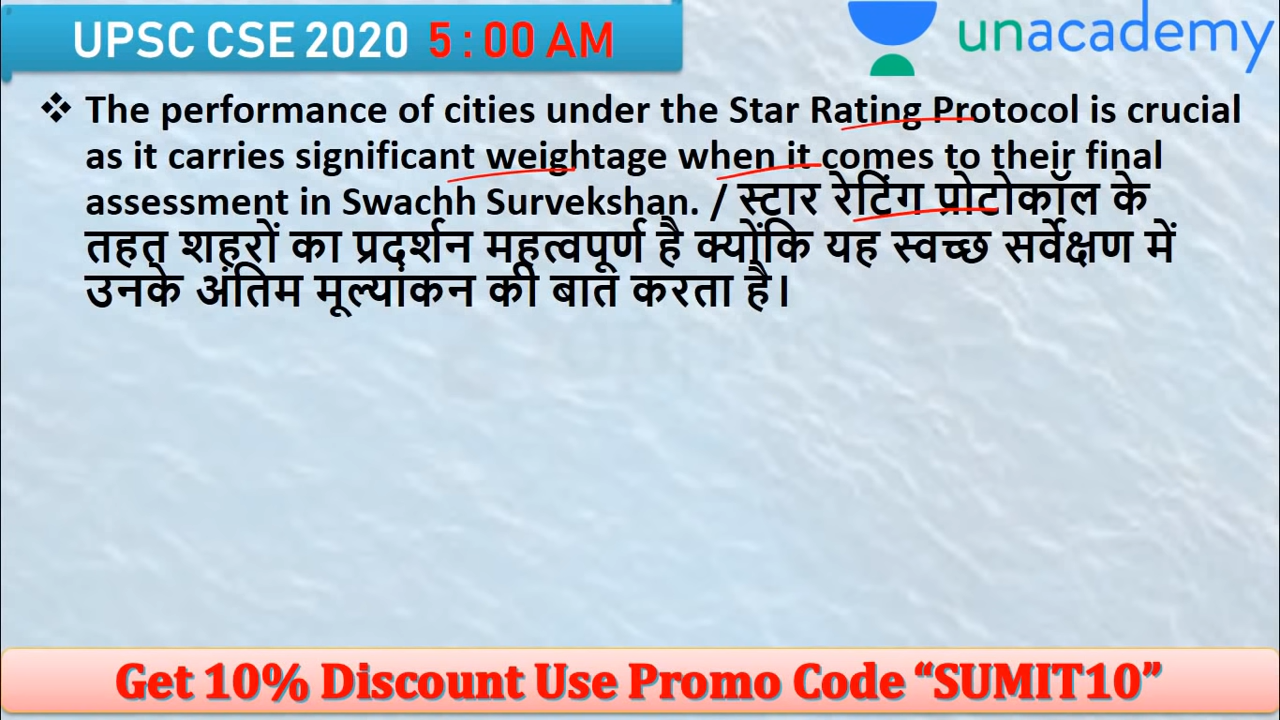 UPSC CSE 2020 5 : 00 AM
unacademy
❖ The performance of cities under the Star Rating Protocol is crucial
as it carries significant weightage when it comes to their final
assessment in Swachh Survekshan. / स्टार रेटिंग प्रोटोकॉल के
तहत शहरों का प्रदर्शन महत्वपूर्ण है क्योंकि यह स्वच्छ सर्वेक्षण में
उनके अंतिम मूल्यांकन की बात करता है।
Get 10% Discount Use Promo Code “SUMIT10”